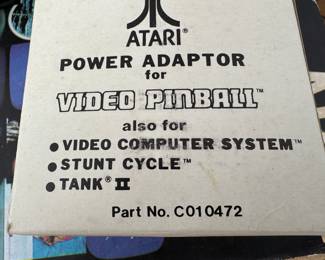 ATARI®
POWER ADAPTOR
for
VIDEO PINBALL™
also for
• VIDEO COMPUTER SYSTEM™
• STUNT CYCLE™
• TANK® II
Part No. C010472